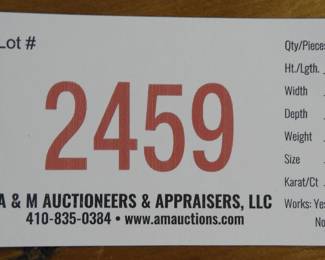 Lot #
2459
A & M AUCTIONEERS & APPRAISERS, LLC
410-835-0384 • www.amauctions.com
Qty/Pieces
Ht./Lgth.
Width
Depth
Weight
Size
Karat/Ct
Works: Yes
No